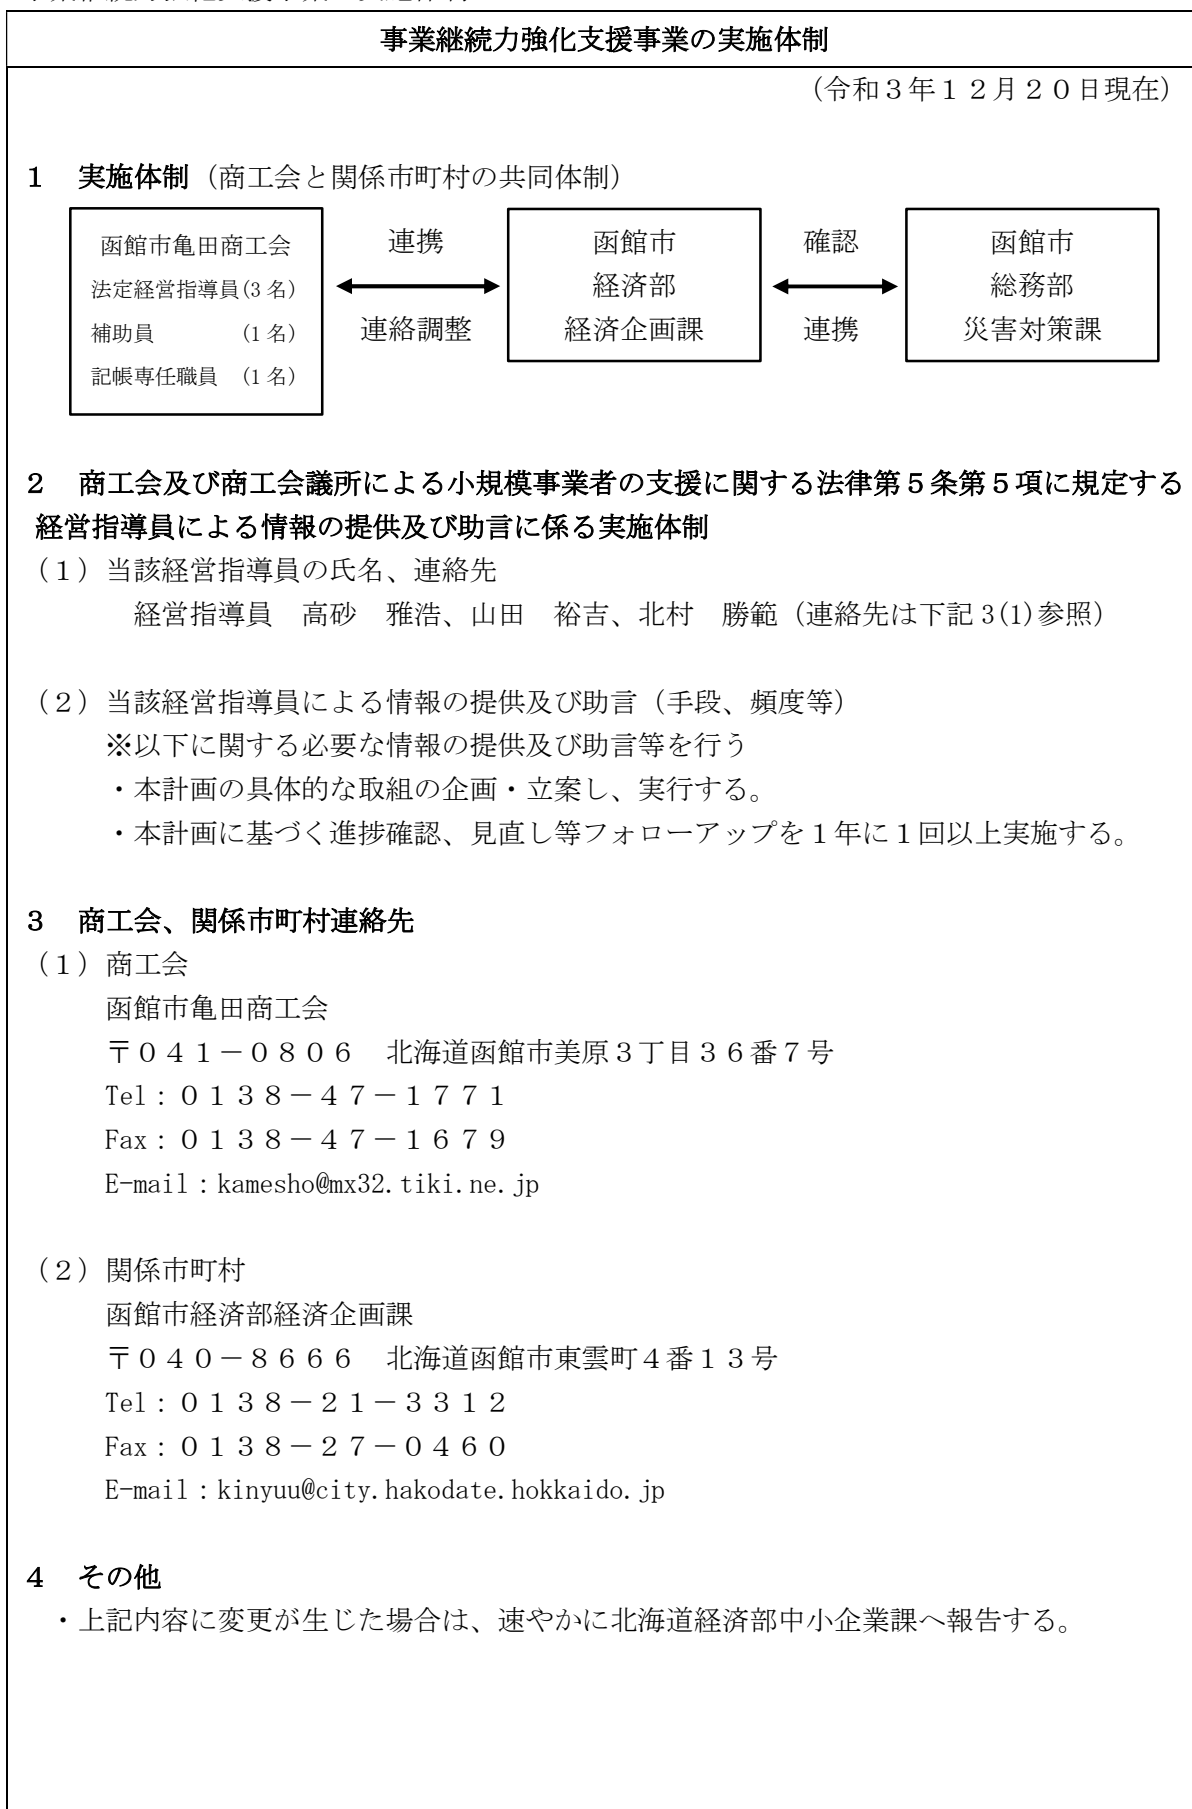 事業継続力強化支援事業の実施体制
(令和3年12月20日現在)
1 実施体制(商工会と関係市町村の共同体制)
函館市亀田商工会
法定経営指導員(3名)
補助員 (1名)
記帳専任職員 (1名)
連携
連絡調整
函館市
経済部
経済企画課
確認
連携
函館市
総務部
災害対策課
2 商工会及び商工会議所による小規模事業者の支援に関する法律第5条第5項に規定する
経営指導員による情報の提供及び助言に係る実施体制
(1)当該経営指導員の氏名、連絡先
経営指導員 高砂 雅浩、山田 裕吉、北村 勝範(連絡先は下記3(1)参照)
(2)当該経営指導員による情報の提供及び助言(手段、頻度等)
※以下に関する必要な情報の提供及び助言等を行う
・本計画の具体的な取組の企画・立案し、実行する。
・本計画に基づく進捗確認、見直し等フォローアップを1年に1回以上実施する。
3 商工会、関係市町村連絡先
(1)商工会
函館市亀田商工会
〒041-0806 北海道函館市美原3丁目36番7号
Tel:0138-47-1771
Fax:0138-47-1679
E-mail:kamesho@mx32.tiki.ne.jp
(2)関係市町村
函館市経済部経済企画課
〒040-8666 北海道函館市東雲町4番13号
Tel:0138-21-3312
Fax:0138-27-0460
E-mail:kinyuu@city.hakodate.hokkaido.jp
4 その他
・上記内容に変更が生じた場合は、速やかに北海道経済部中小企業課へ報告する。